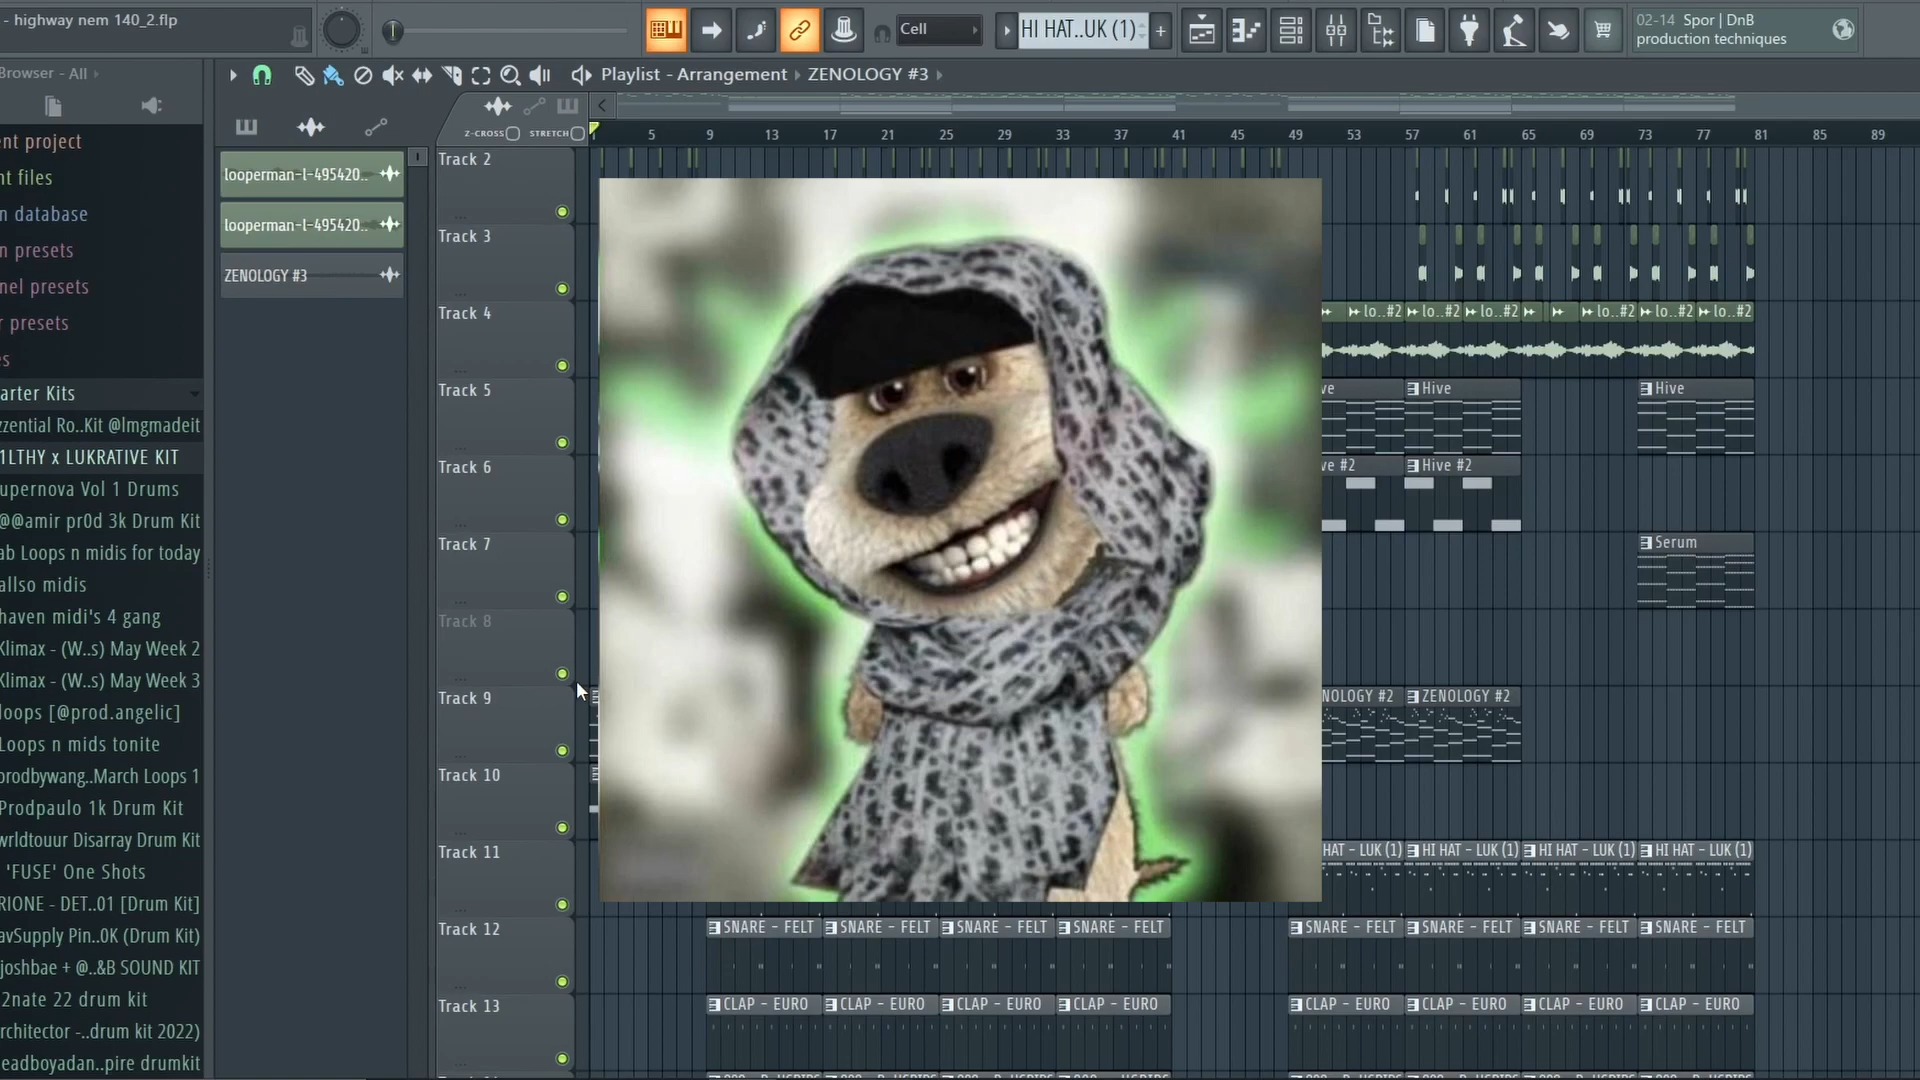 - highway nem 140_2.flp
Cell
HI HAT..UK (1)
02-14 Spor | DnB
production techniques
Browser - All
Playlist - Arrangement
ZENOLOGY #3
Z-CROSS
STRETCH
5 9 13 17 21 25 29 33 37 41 45 49 53 57 61 65 69 73 77 81 85 89
ent project
nt files
n database
n presets
nel presets
r presets
es
arter Kits
zzential Ro..Kit @lmgmadeit
1LTHY x LUKRATIVE KIT
upernova Vol 1 Drums
@@amir pr0d 3k Drum Kit
ab Loops n midis for today
allso midis
haven midi's 4 gang
Klimax - (W..s) May Week 2
Klimax - (W..s) May Week 3
loops [@prod.angelic]
Loops n mids tonite
prodbywang..March Loops 1
Prodpaulo 1k Drum Kit
wrldtouur Disarray Drum Kit
'FUSE' One Shots
RIONE - DET..01 [Drum Kit]
avSupply Pin..0K (Drum Kit)
joshbae + @..&B SOUND KIT
2nate 22 drum kit
rchitector -..drum kit 2022)
eadboyadan..pire drumkit
looperman-l-495420..
looperman-l-495420..
ZENOLOGY #3
Track 2
Track 3
Track 4
lo..#2 lo..#2 lo..#2 lo..#2 lo..#2 lo..#2
Track 5
ve Hive Hive
Track 6
ve #2 Hive #2
Track 7
Serum
Track 8
Track 9
NOLOGY #2 ZENOLOGY #2
Track 10
Track 11
HAT - LUK (1) HI HAT - LUK (1) HI HAT - LUK (1) HI HAT - LUK (1)
Track 12
SNARE - FELT SNARE - FELT SNARE - FELT SNARE - FELT SNARE - FELT SNARE - FELT SNARE - FELT SNARE - FELT
Track 13
CLAP - EURO CLAP - EURO CLAP - EURO CLAP - EURO CLAP - EURO CLAP - EURO CLAP - EURO CLAP - EURO